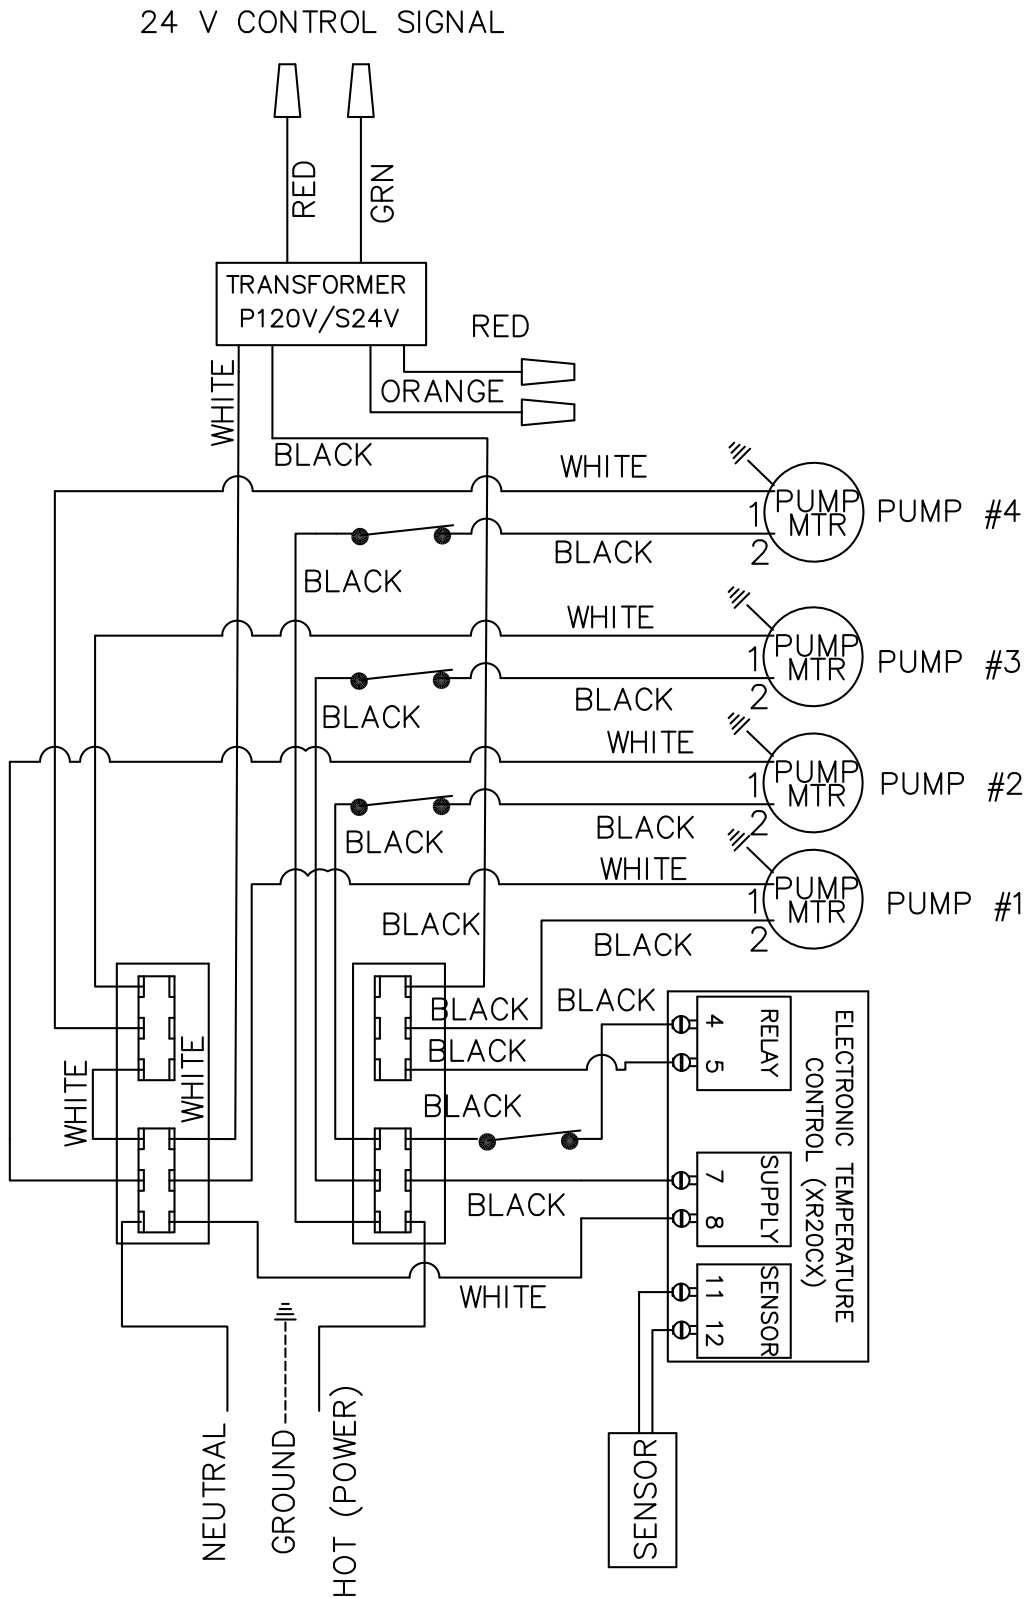 24 V CONTROL SIGNAL
RED
GRN
TRANSFORMER
P120V/S24V
RED
ORANGE
WHITE
BLACK
WHITE
PUMP
MTR
1
2
PUMP #4
BLACK
BLACK
WHITE
PUMP
MTR
1
2
PUMP #3
BLACK
BLACK
WHITE
PUMP
MTR
1
2
PUMP #2
BLACK
BLACK
WHITE
PUMP
MTR
1
2
PUMP #1
BLACK
BLACK
BLACK
BLACK
BLACK
BLACK
BLACK
WHITE
WHITE
WHITE
4
5
RELAY
7
8
SUPPLY
11
12
SENSOR
ELECTRONIC TEMPERATURE
CONTROL (XR20CX)
NEUTRAL
GROUND
HOT (POWER)
SENSOR